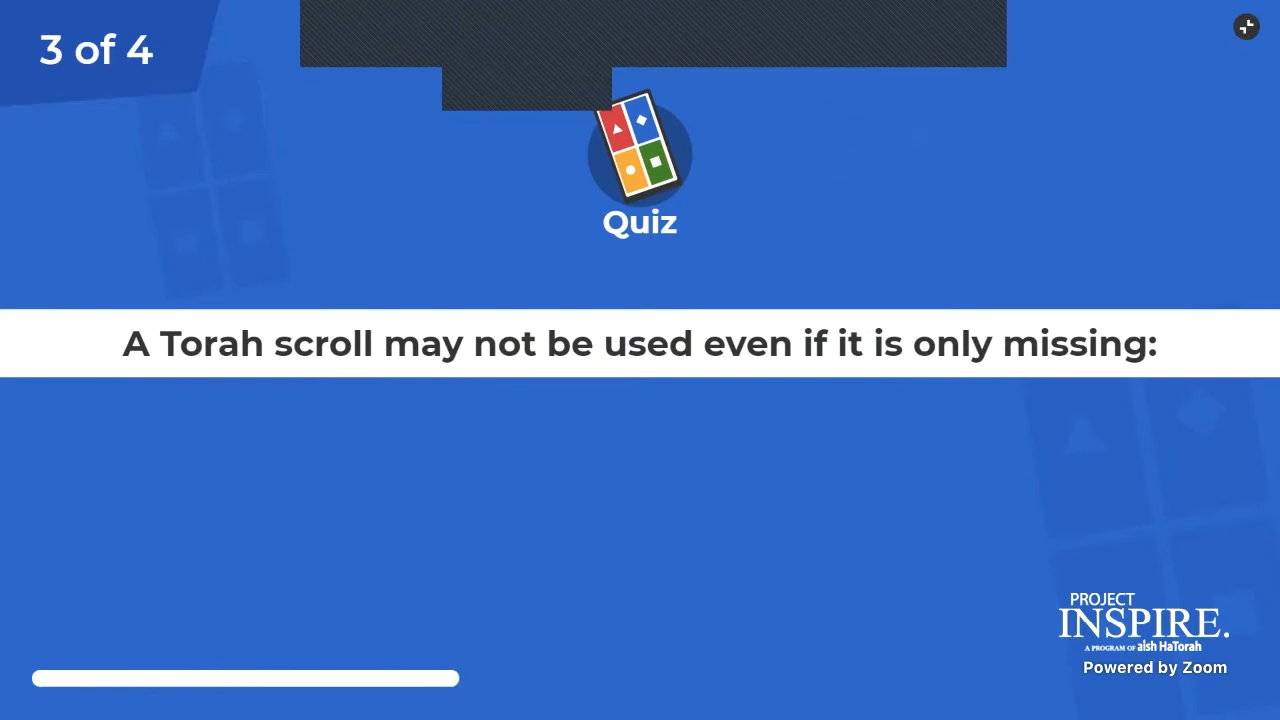 3 of 4
Quiz
A Torah scroll may not be used even if it is only missing:
PROJECT
INSPIRE.
A PROGRAM OF aish HaTorah
Powered by Zoom